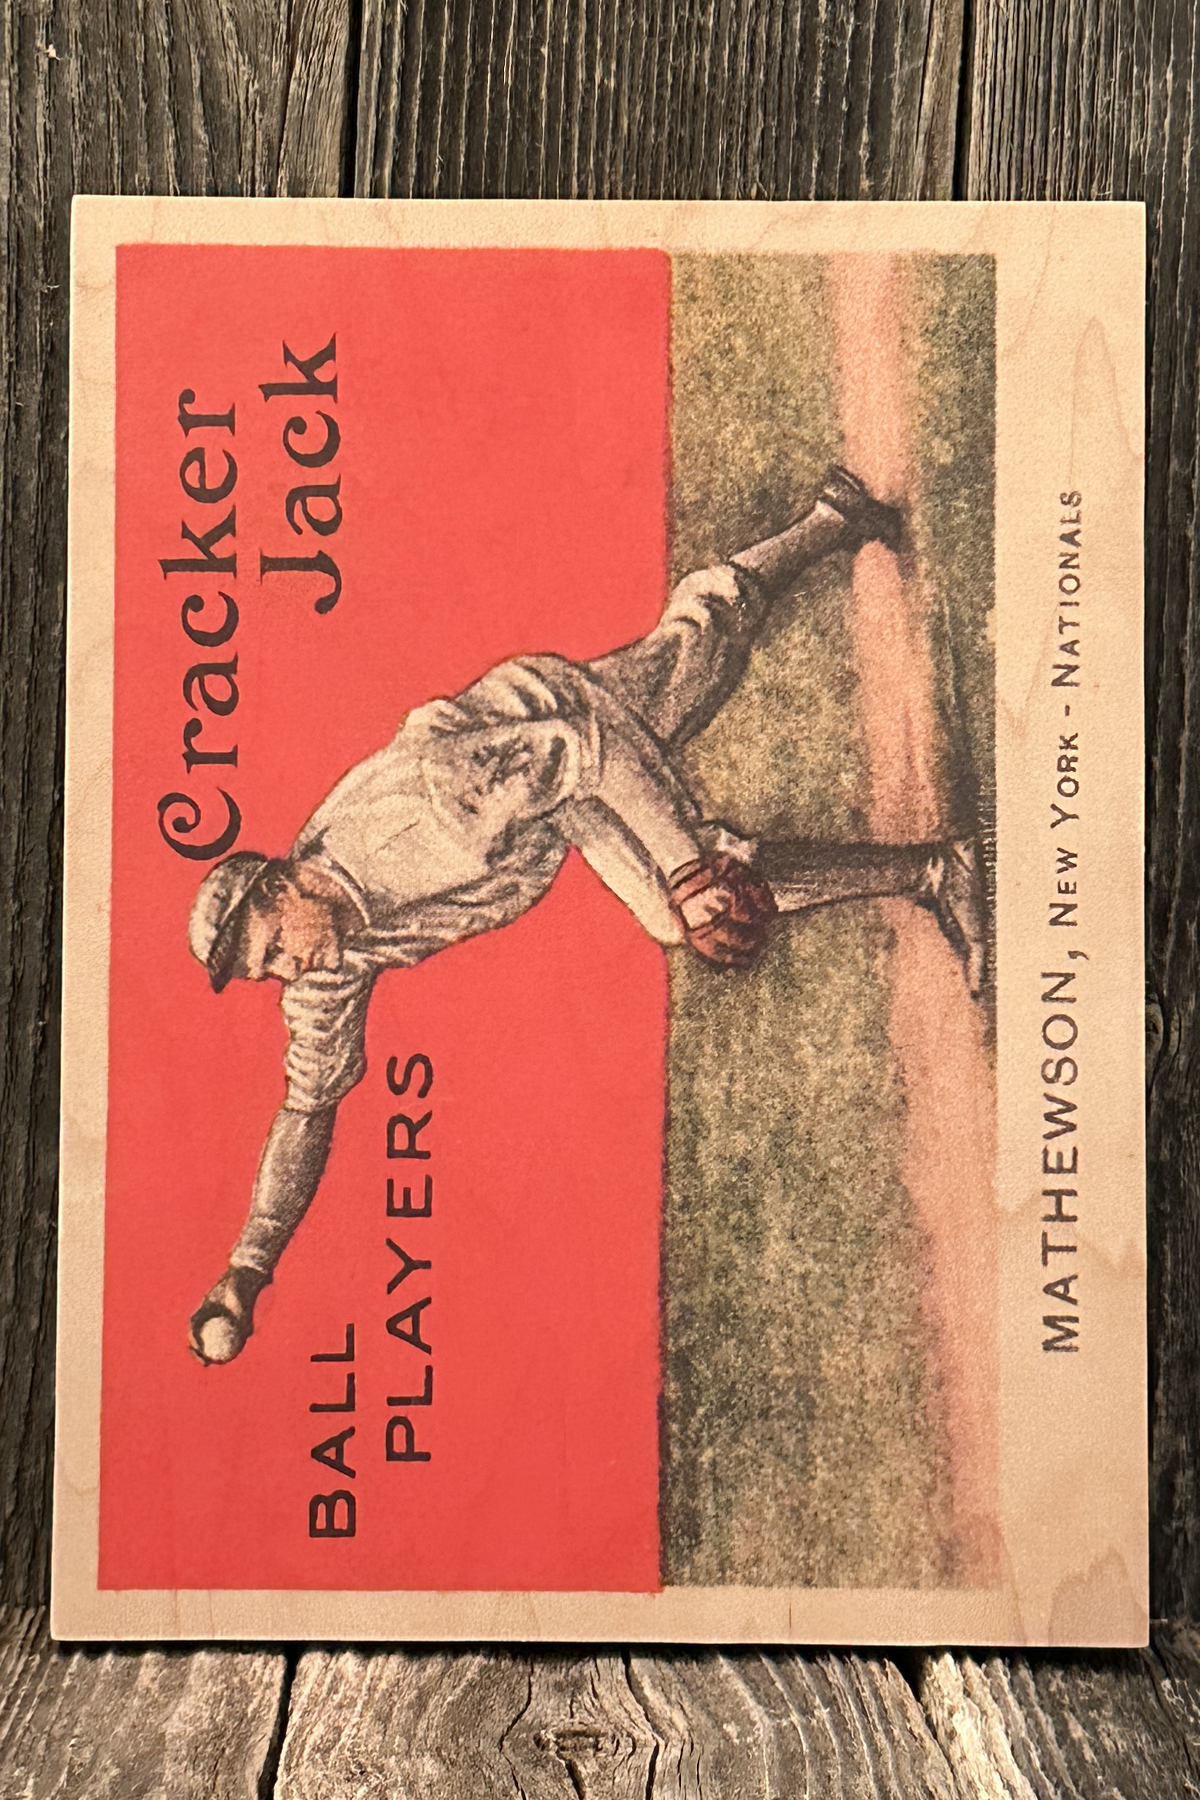 Cracker
Jack
BALL
PLAYERS
MATHEWSON, NEW YORK - NATIONALS